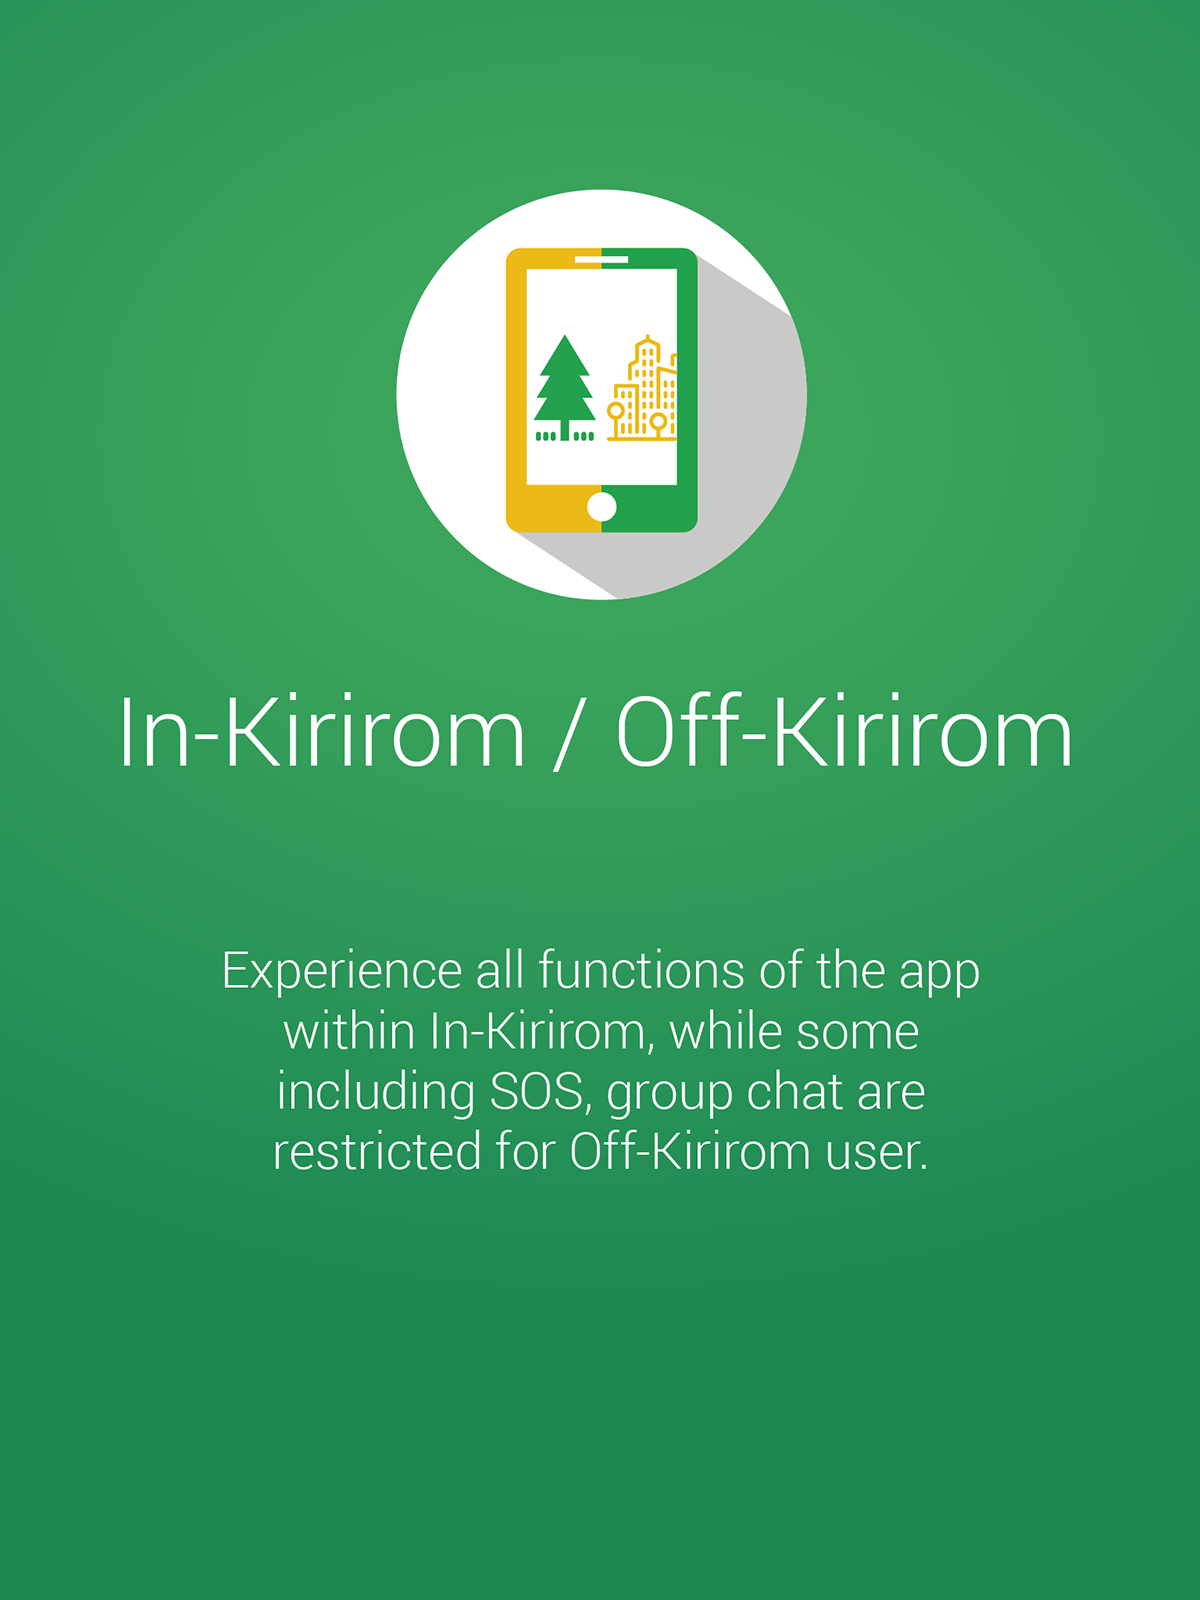 In-Kirirom / Off-Kirirom
Experience all functions of the app
within In-Kirirom, while some
including SOS, group chat are
restricted for Off-Kirirom user.